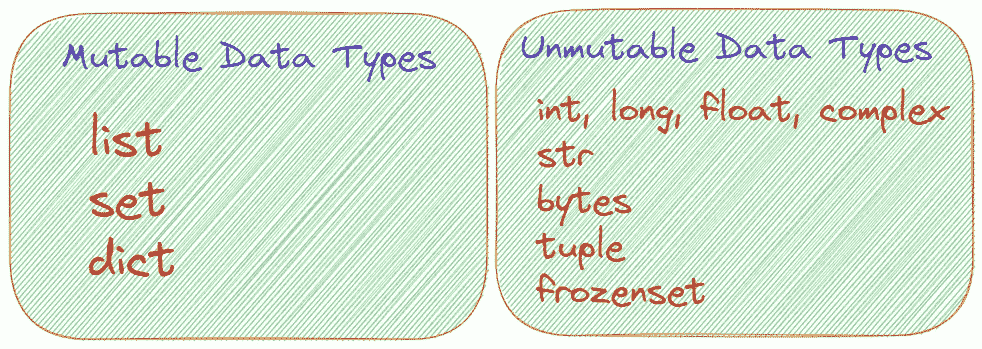 Mutable Data Types
list
set
dict
Unmutable Data Types
int, long, float, complex
str
bytes
tuple
frozenset